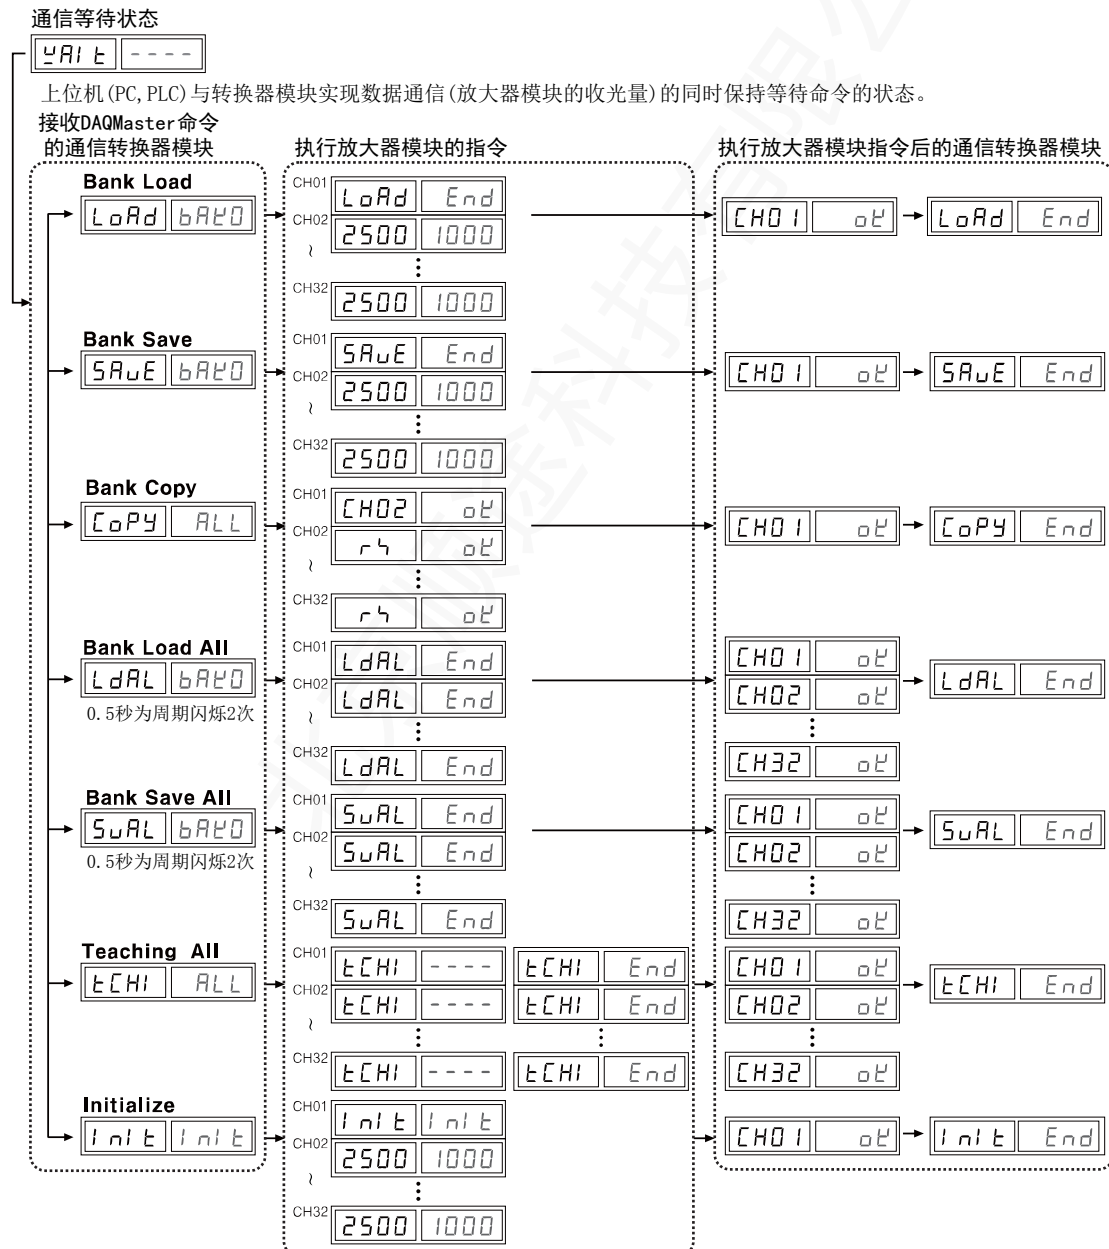 通信等待状态
WAIt ----
上位机(PC,PLC)与转换器模块实现数据通信(放大器模块的收光量)的同时保持等待命令的状态。
接收DAQMaster命令
的通信转换器模块
执行放大器模块的指令
执行放大器模块指令后的通信转换器模块
Bank Load
LoAd bAK0
CH01 LoAd End
CH02 2500 1000
~
⋮
CH32 2500 1000
CH01 oK
LoAd End
Bank Save
SAvE bAK0
CH01 SAvE End
CH02 2500 1000
~
⋮
CH32 2500 1000
CH01 oK
SAvE End
Bank Copy
CoPY ALL
CH01 CH02 oK
CH02 rh oK
~
⋮
CH32 rh oK
CH01 oK
CoPY End
Bank Load All
LdAL bAK0
0.5秒为周期闪烁2次
CH01 LdAL End
CH02 LdAL End
~
⋮
CH32 LdAL End
CH01 oK
CH02 oK
⋮
CH32 oK
LdAL End
Bank Save All
SvAL bAK0
0.5秒为周期闪烁2次
CH01 SvAL End
CH02 SvAL End
~
⋮
CH32 SvAL End
CH01 oK
CH02 oK
⋮
CH32 oK
SvAL End
Teaching All
tCHI ALL
CH01 tCHI ---- tCHI End
CH02 tCHI ---- tCHI End
~
⋮ ⋮
CH32 tCHI ---- tCHI End
CH01 oK
CH02 oK
⋮
CH32 oK
tCHI End
Initialize
InIt InIt
CH01 InIt InIt
CH02 2500 1000
~
⋮
CH32 2500 1000
CH01 oK
InIt End